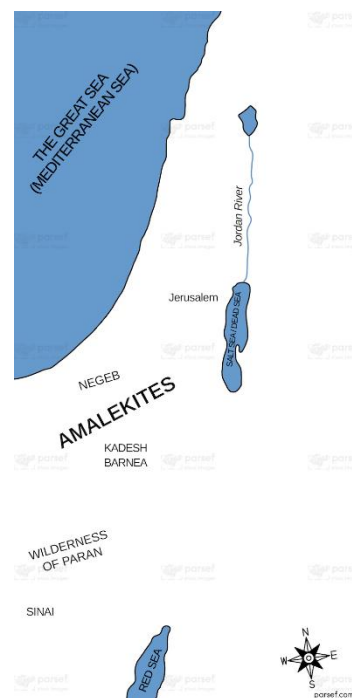 THE GREAT SEA
(MEDITERRANEAN SEA)
Jordan River
Jerusalem
SALT SEA / DEAD SEA
NEGEB
AMALEKITES
KADESH
BARNEA
WILDERNESS
OF PARAN
SINAI
RED SEA
N
W
E
S
parsef.com